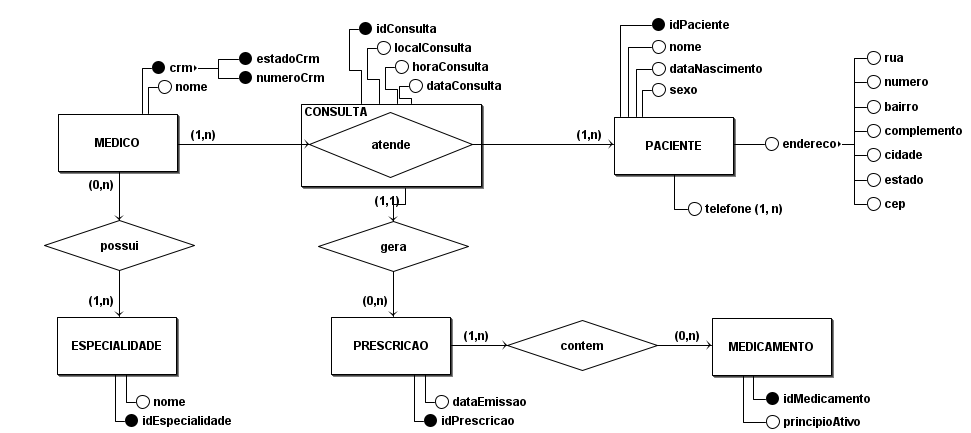 idConsulta
localConsulta
horaConsulta
dataConsulta
crm
estadoCrm
numeroCrm
nome
idPaciente
nome
dataNascimento
sexo
rua
numero
bairro
complemento
cidade
estado
cep
MEDICO
(1,n)
CONSULTA
atende
(1,n)
PACIENTE
endereco
telefone (1, n)
(0,n)
(1,1)
possui
gera
(1,n)
(0,n)
ESPECIALIDADE
PRESCRICAO
(1,n)
contem
(0,n)
MEDICAMENTO
nome
idEspecialidade
dataEmissao
idPrescricao
idMedicamento
principioAtivo